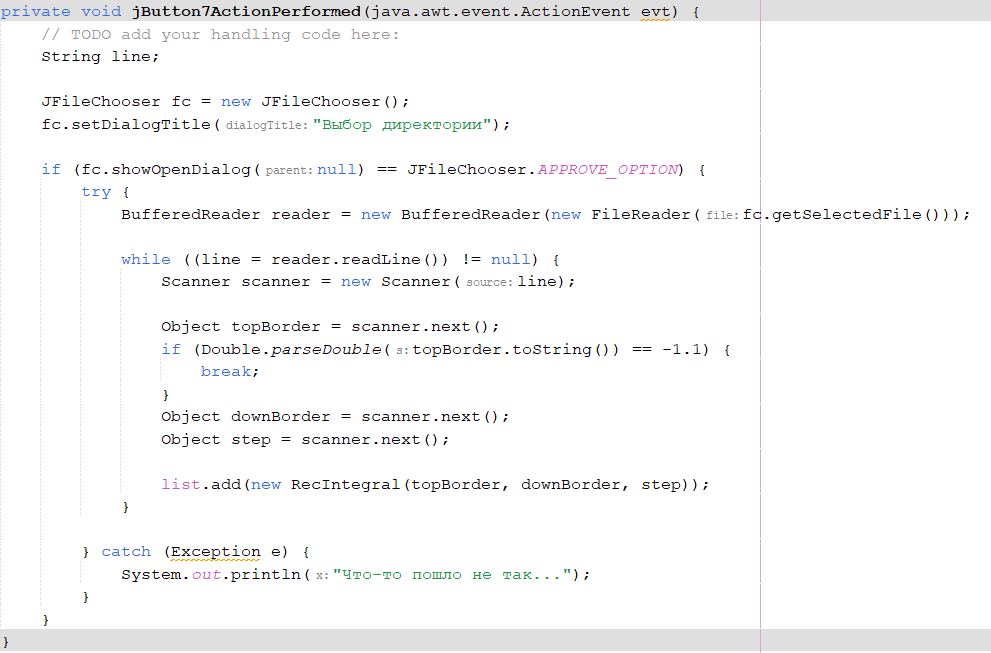 private void jButton7ActionPerformed(java.awt.event.ActionEvent evt) {
    // TODO add your handling code here:
    String line;
    JFileChooser fc = new JFileChooser();
    fc.setDialogTitle( dialogTitle: "Выбор директории");
    if (fc.showOpenDialog( parent: null) == JFileChooser.APPROVE_OPTION) {
        try {
            BufferedReader reader = new BufferedReader(new FileReader( file: fc.getSelectedFile()));
            while ((line = reader.readLine()) != null) {
                Scanner scanner = new Scanner( source: line);
                Object topBorder = scanner.next();
                if (Double.parseDouble( s: topBorder.toString()) == -1.1) {
                    break;
                }
                Object downBorder = scanner.next();
                Object step = scanner.next();
                list.add(new RecIntegral(topBorder, downBorder, step));
            }
        } catch (Exception e) {
            System.out.println( x: "Что-то пошло не так...");
        }
    }
}